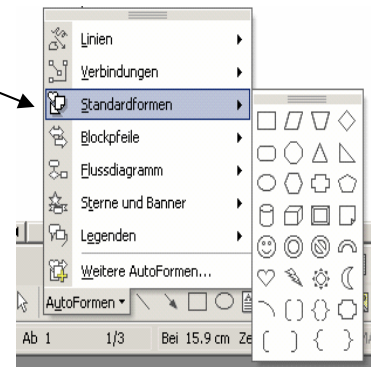 Linien
Verbindungen
Standardformen
Blockpfeile
Flussdiagramm
Sterne und Banner
Legenden
Weitere AutoFormen...
AutoFormen
Ab 1 1/3 Bei 15.9 cm Ze